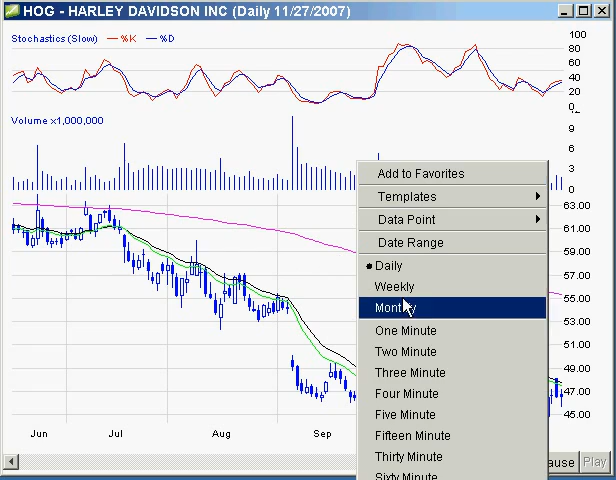 HOG - HARLEY DAVIDSON INC (Daily 11/27/2007)
Stochastics (Slow) %K %D
100
80
60
40
20
0
Volume x1,000,000
9
6
3
0
63.00
61.00
59.00
57.00
55.00
53.00
51.00
49.00
47.00
45.00
Add to Favorites
Templates
Data Point
Date Range
Daily
Weekly
Monthly
One Minute
Two Minute
Three Minute
Four Minute
Five Minute
Fifteen Minute
Thirty Minute
Sixty Minute
Jun Jul Aug Sep
ause Play